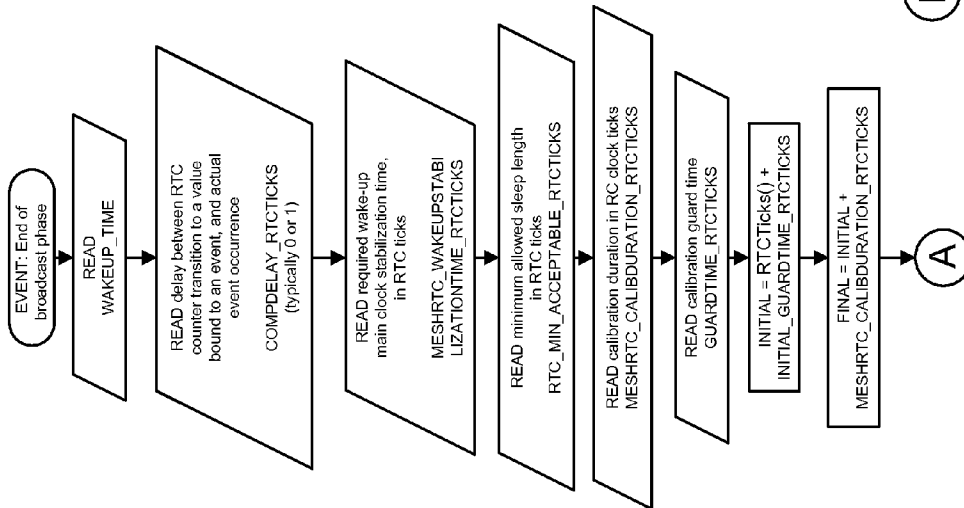 EVENT: End of
broadcast phase
READ
WAKEUP_TIME
READ delay between RTC
counter transition to a value
bound to an event, and actual
event occurrence
COMPDELAY_RTCTICKS
(typically 0 or 1)
READ required wake-up
main clock stabilization time,
in RTC ticks
MESHRTC_WAKEUPSTABI
LIZATIONTIME_RTCTICKS
READ minimum allowed sleep length
in RTC ticks
RTC_MIN_ACCEPTABLE_RTCTICKS
READ calibration duration in RC clock ticks
MESHRTC_CALIBDURATION_RTCTICKS
READ calibration guard time
GUARDTIME_RTCTICKS
INITIAL = RTCTicks() +
INITIAL_GUARDTIME_RTCTICKS
FINAL = INITIAL +
MESHRTC_CALIBDURATION_RTCTICKS
A